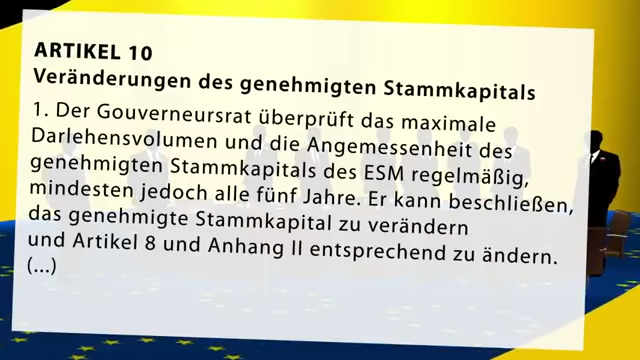 ARTIKEL 10
Veränderungen des genehmigten Stammkapitals
1. Der Gouverneursrat überprüft das maximale
Darlehensvolumen und die Angemessenheit des
genehmigten Stammkapitals des ESM regelmäßig,
mindesten jedoch alle fünf Jahre. Er kann beschließen,
das genehmigte Stammkapital zu verändern
und Artikel 8 und Anhang II entsprechend zu ändern.
(...)